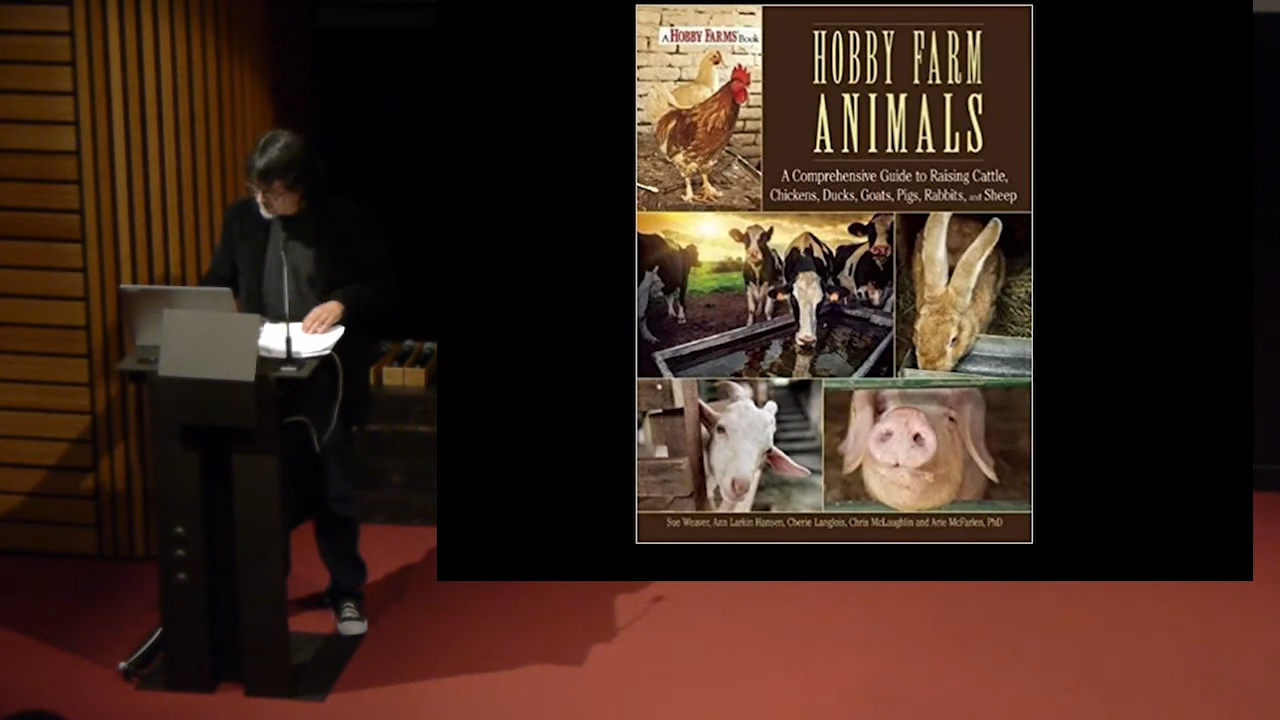 A HOBBY FARMS Book
HOBBY FARM
ANIMALS
A Comprehensive Guide to Raising Cattle,
Chickens, Ducks, Goats, Pigs, Rabbits, and Sheep
Sue Weaver, Ann Larkin Hansen, Cherie Langlois, Chris McLaughlin and Arie McFarlen, PhD